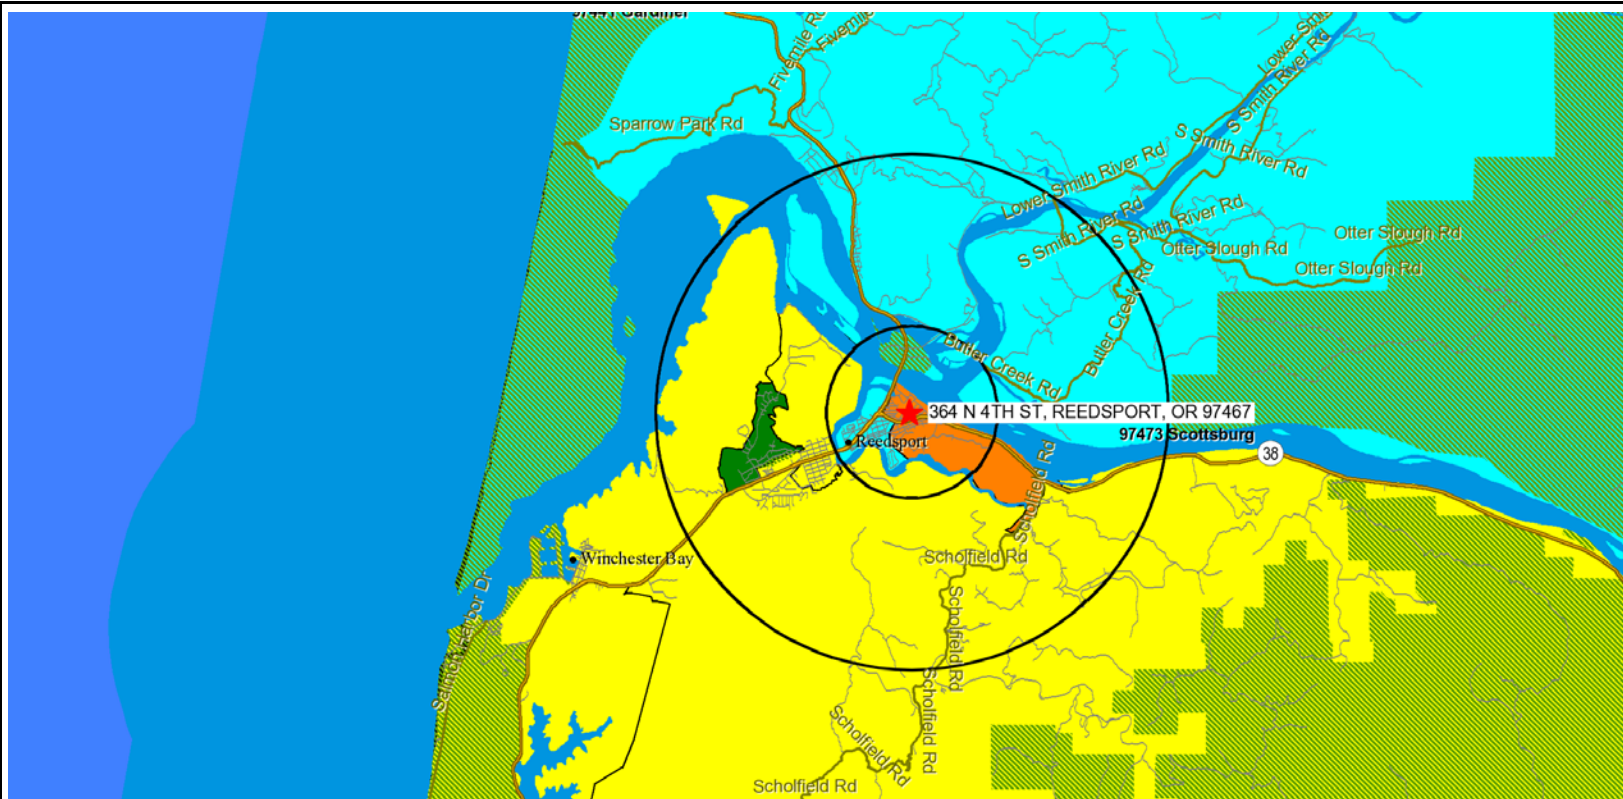 97441 Gardiner
Fivemile Rd
Fivemile
Lower Smith
S Smith River Rd
Sparrow Park Rd
S Smith River Rd
Lower Smith River Rd
S Smith River Rd
S Smith River Rd
Otter Slough Rd
Otter Slough Rd
Otter Slough Rd
Butler Creek Rd
Butler Creek Rd
364 N 4TH ST, REEDSPORT, OR 97467
97473 Scottsburg
Reedsport
38
Scholfield Rd
Winchester Bay
Scholfield Rd
Salmon Harbor Dr
Scholfield Rd
Scholfield Rd
Scholfield Rd
Scholfield Rd